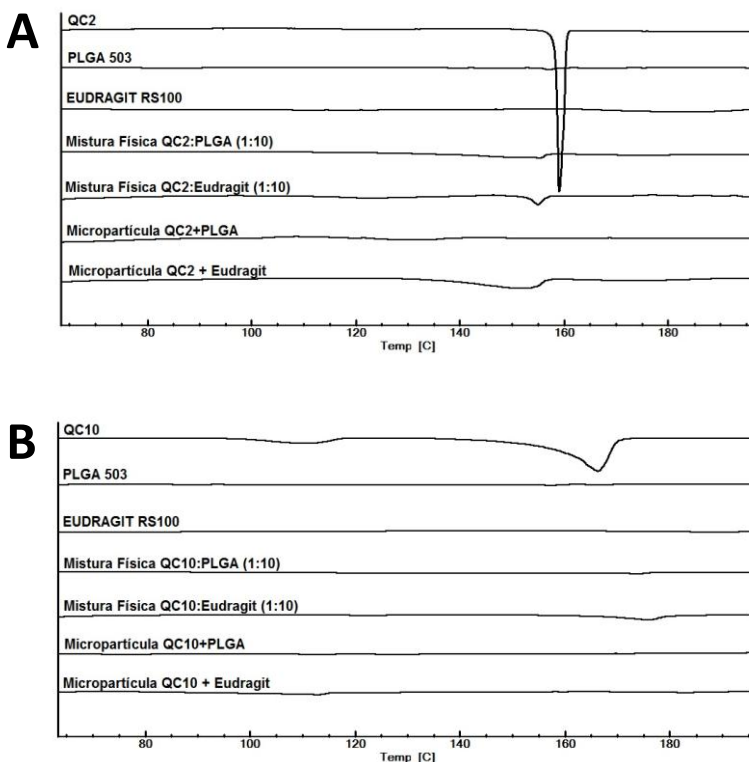 A
QC2
PLGA 503
EUDRAGIT RS100
Mistura Física QC2:PLGA (1:10)
Mistura Física QC2:Eudragit (1:10)
Micropartícula QC2+PLGA
Micropartícula QC2 + Eudragit
80 100 120 140 160 180
Temp [C]
B
QC10
PLGA 503
EUDRAGIT RS100
Mistura Física QC10:PLGA (1:10)
Mistura Física QC10:Eudragit (1:10)
Micropartícula QC10+PLGA
Micropartícula QC10 + Eudragit
80 100 120 140 160 180
Temp [C]